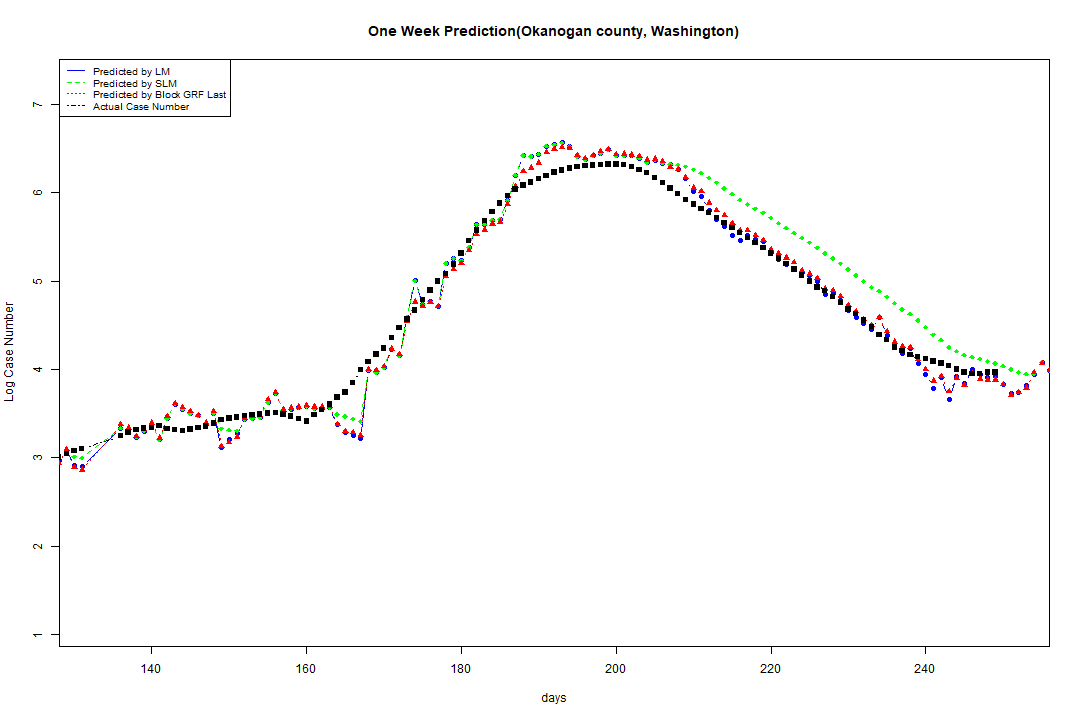 One Week Prediction(Okanogan county, Washington)
Predicted by LM
Predicted by SLM
Predicted by Block GRF Last
Actual Case Number
7
6
5
4
3
2
1
Log Case Number
140 160 180 200 220 240
days